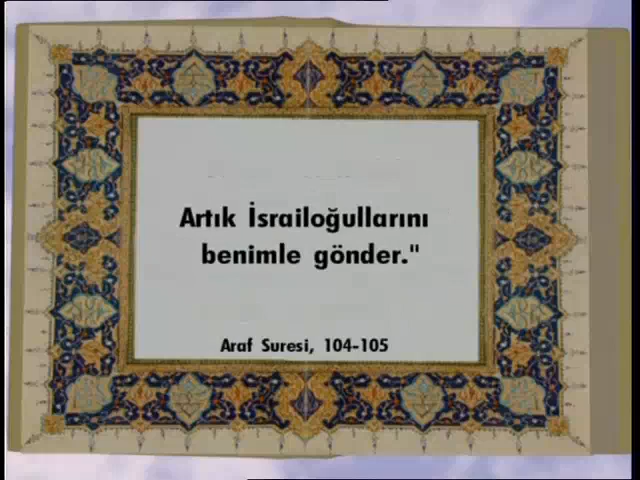 Artık İsrailoğullarını
benimle gönder."
Araf Suresi, 104-105